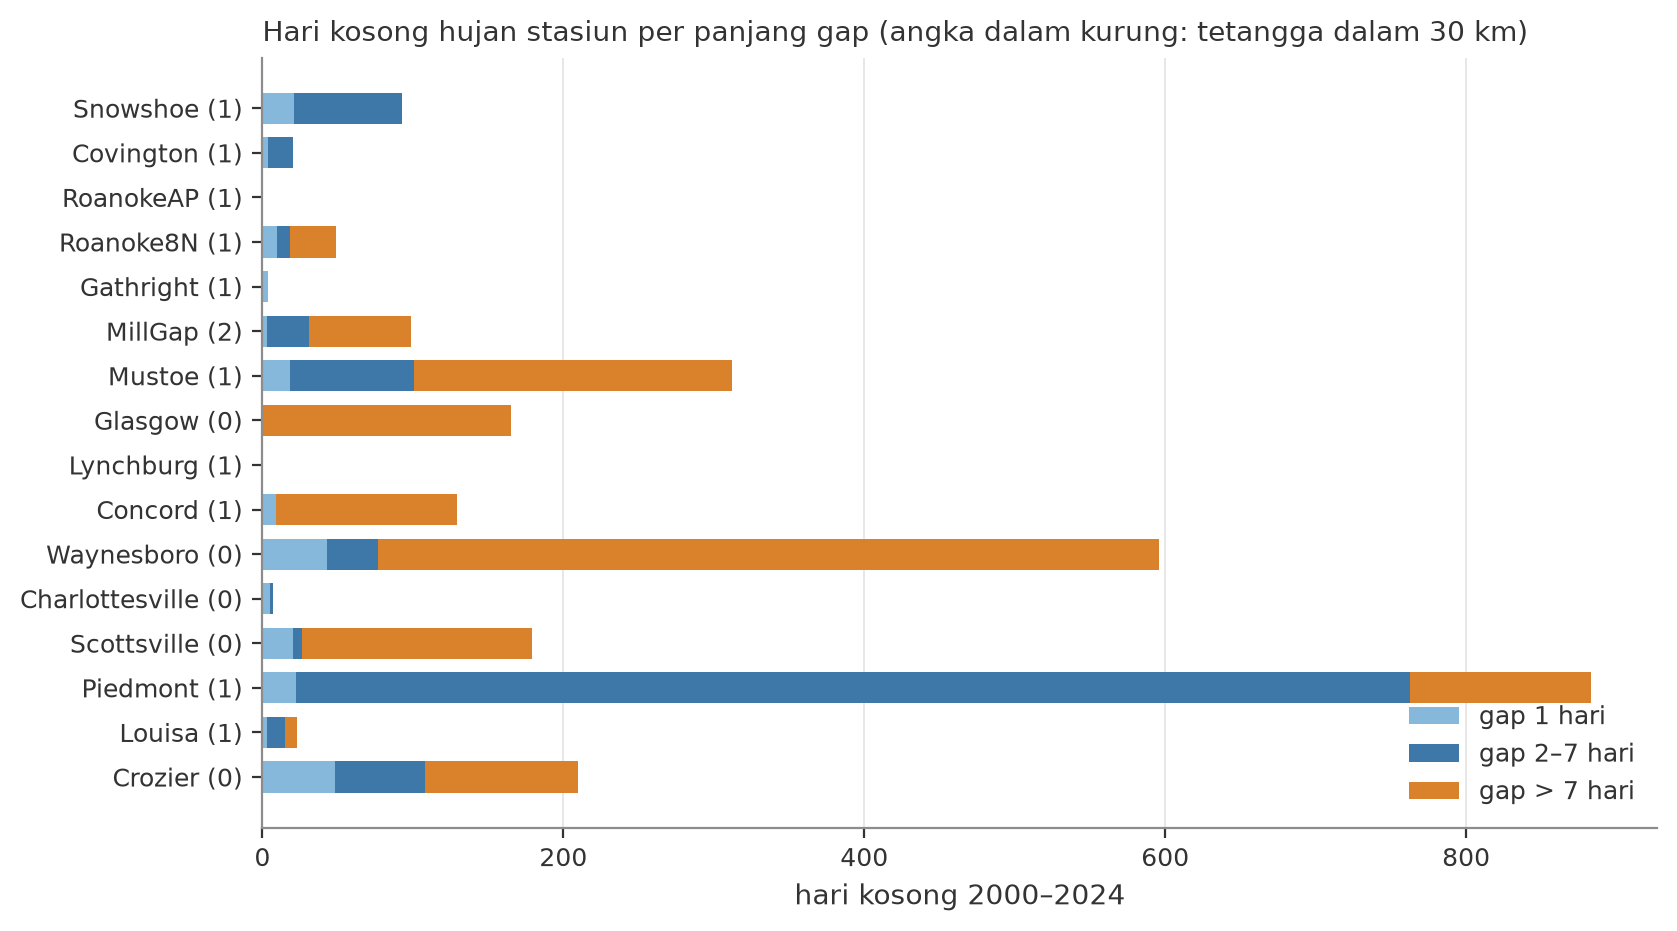 Hari kosong hujan stasiun per panjang gap (angka dalam kurung: tetangga dalam 30 km)
Snowshoe (1)
Covington (1)
RoanokeAP (1)
Roanoke8N (1)
Gathright (1)
MillGap (2)
Mustoe (1)
Glasgow (0)
Lynchburg (1)
Concord (1)
Waynesboro (0)
Charlottesville (0)
Scottsville (0)
Piedmont (1)
Louisa (1)
Crozier (0)
gap 1 hari
gap 2–7 hari
gap > 7 hari
0 200 400 600 800
hari kosong 2000–2024